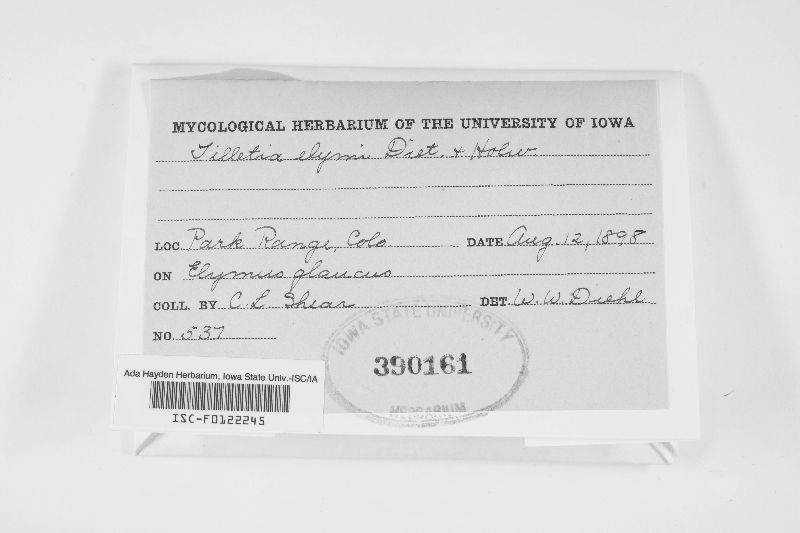 MYCOLOGICAL HERBARIUM OF THE UNIVERSITY OF IOWA
Tilletia elymi Diet. & Holw
LOC. Park Range, Colo DATE Aug. 12, 1898
ON Elymus glaucus
COLL. BY C. L. Shear DET. W. W. Diehl
NO. 537
IOWA STATE UNIVERSITY
390161
HERBARIUM
Ada Hayden Herbarium, Iowa State Univ.-ISC/IA
ISC-F0122245